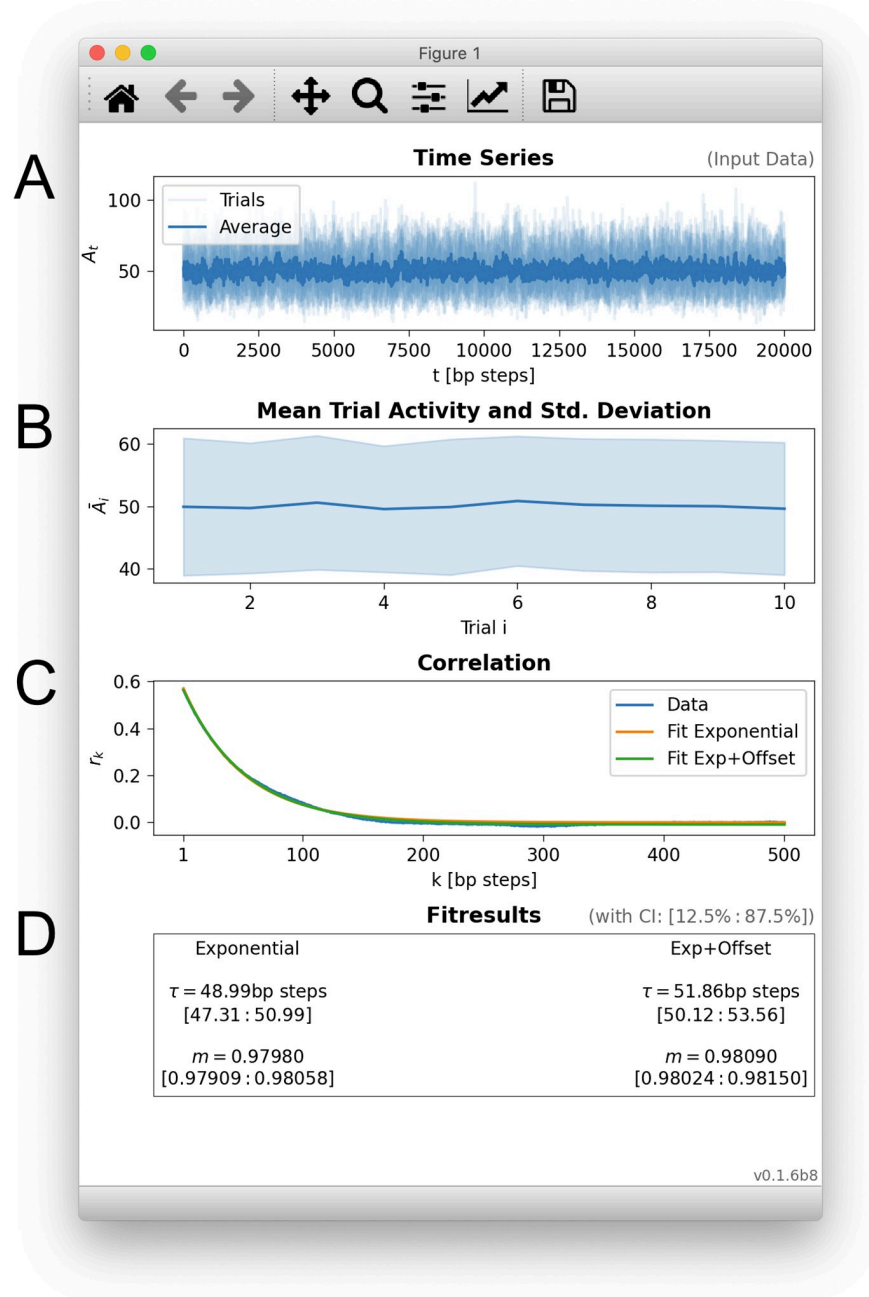 Figure 1
A
Time Series
(Input Data)
Trials
Average
100
50
A_t
0 2500 5000 7500 10000 12500 15000 17500 20000
t [bp steps]
B
Mean Trial Activity and Std. Deviation
60
50
40
Ā_i
2 4 6 8 10
Trial i
C
Correlation
0.6
0.4
0.2
0.0
r_k
Data
Fit Exponential
Fit Exp+Offset
1 100 200 300 400 500
k [bp steps]
D
Fitresults
(with CI: [12.5% : 87.5%])
Exponential
τ = 48.99bp steps
[47.31 : 50.99]
m = 0.97980
[0.97909 : 0.98058]
Exp+Offset
τ = 51.86bp steps
[50.12 : 53.56]
m = 0.98090
[0.98024 : 0.98150]
v0.1.6b8